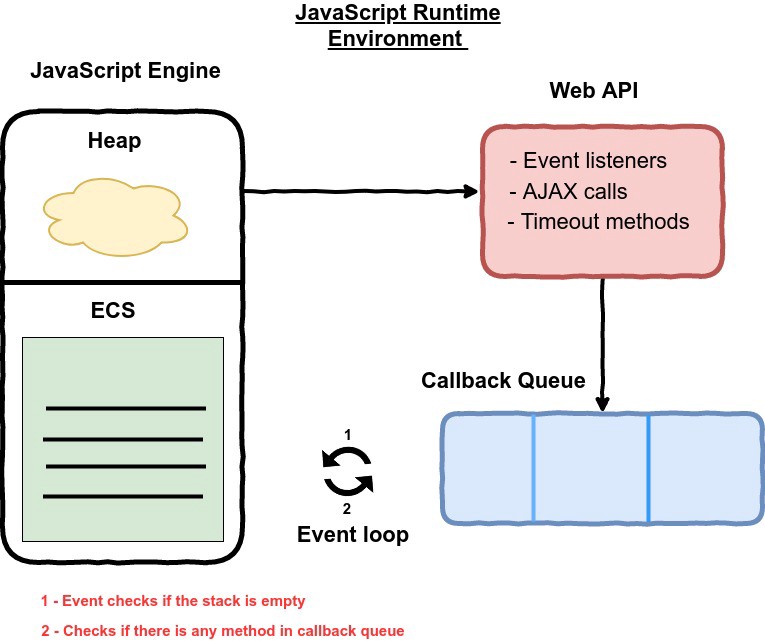 JavaScript Runtime
Environment
JavaScript Engine
Web API
Heap
- Event listeners
- AJAX calls
- Timeout methods
ECS
Callback Queue
1
2
Event loop
1 - Event checks if the stack is empty
2 - Checks if there is any method in callback queue